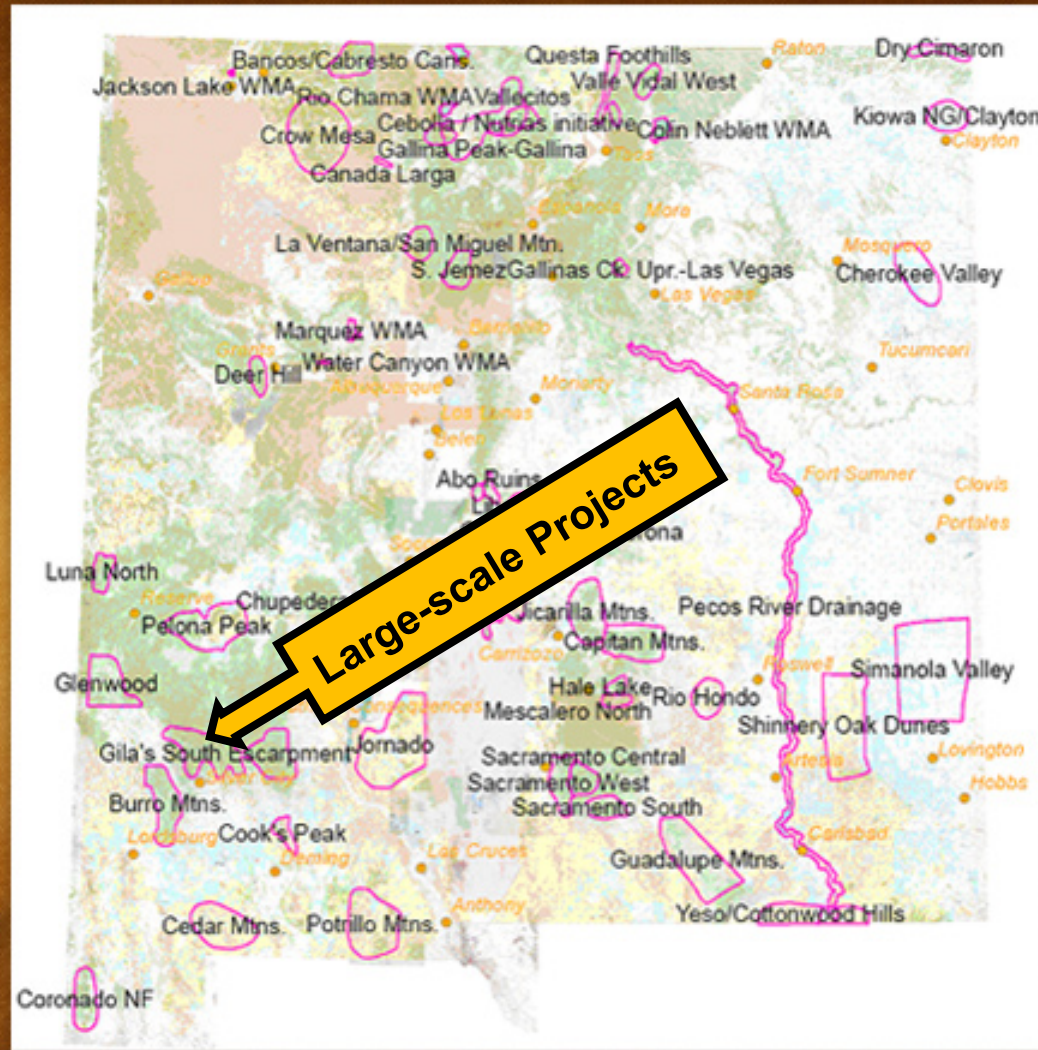 Bancos/Cabresto Cans.
Questa Foothills
Raton
Dry Cimaron
Jackson Lake WMA
Rio Chama WMA
Vallecitos
Valle Vidal West
Crow Mesa
Cebolla / Nutrias initiative
Colin Neblett WMA
Kiowa NG/Clayton
Gallina Peak-Gallina
Taos
Clayton
Canada Larga
Espanola
Mora
La Ventana/San Miguel Mtn.
Mosquero
S. Jemez
Gallinas Ck. Upr.-Las Vegas
Cherokee Valley
Gallup
Las Vegas
Marquez WMA
Bernalillo
Grants
Water Canyon WMA
Tucumcari
Deer Hill
Albuquerque
Moriarty
Santa Rosa
Los Lunas
Belen
Abo Ruins
Large-scale Projects
Fort Sumner
Clovis
Portales
Luna North
Reserve
Chupedera
Jicarilla Mtns.
Pecos River Drainage
Pelona Peak
Capitan Mtns.
Carrizozo
Roswell
Simanola Valley
Glenwood
Hale Lake
Rio Hondo
Mescalero North
Shinnery Oak Dunes
Gila's South Escarpment
Jornado
Sacramento Central
Artesia
Lovington
Sacramento West
Hobbs
Burro Mtns.
Sacramento South
Lordsburg
Cook's Peak
Carlsbad
Deming
Las Cruces
Guadalupe Mtns.
Cedar Mtns.
Potrillo Mtns.
Anthony
Yeso/Cottonwood Hills
Coronado NF